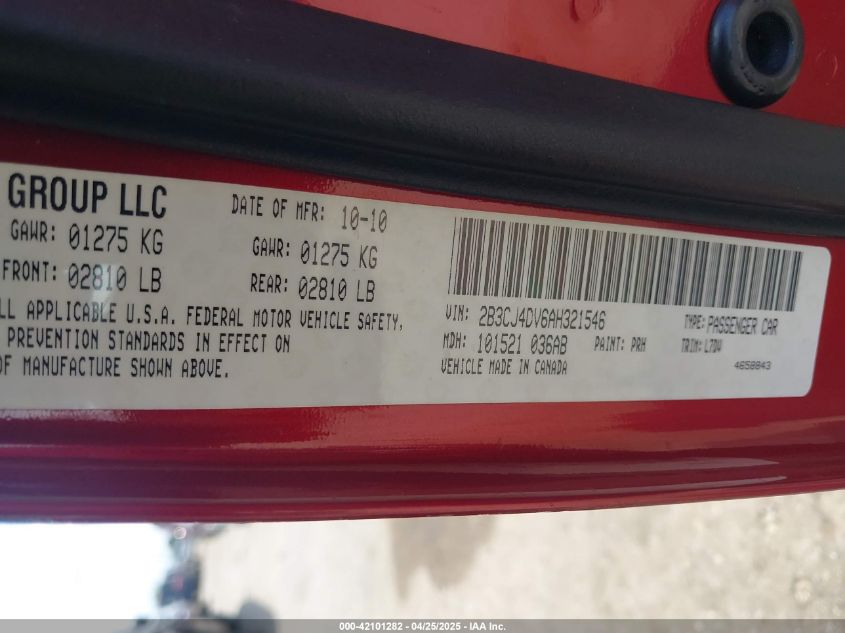 GROUP LLC
DATE OF MFR: 10-10
GAWR: 01275 KG
GAWR: 01275 KG
FRONT: 02810 LB
REAR: 02810 LB
ALL APPLICABLE U.S.A. FEDERAL MOTOR VEHICLE SAFETY,
PREVENTION STANDARDS IN EFFECT ON
OF MANUFACTURE SHOWN ABOVE.
VIN: 2B3CJ4DV6AH321546
TYPE: PASSENGER CAR
MDH: 101521 036AB
PAINT: PRH
TRIM: L7DV
VEHICLE MADE IN CANADA
4658843
000-42101282 - 04/25/2025 - IAA Inc.